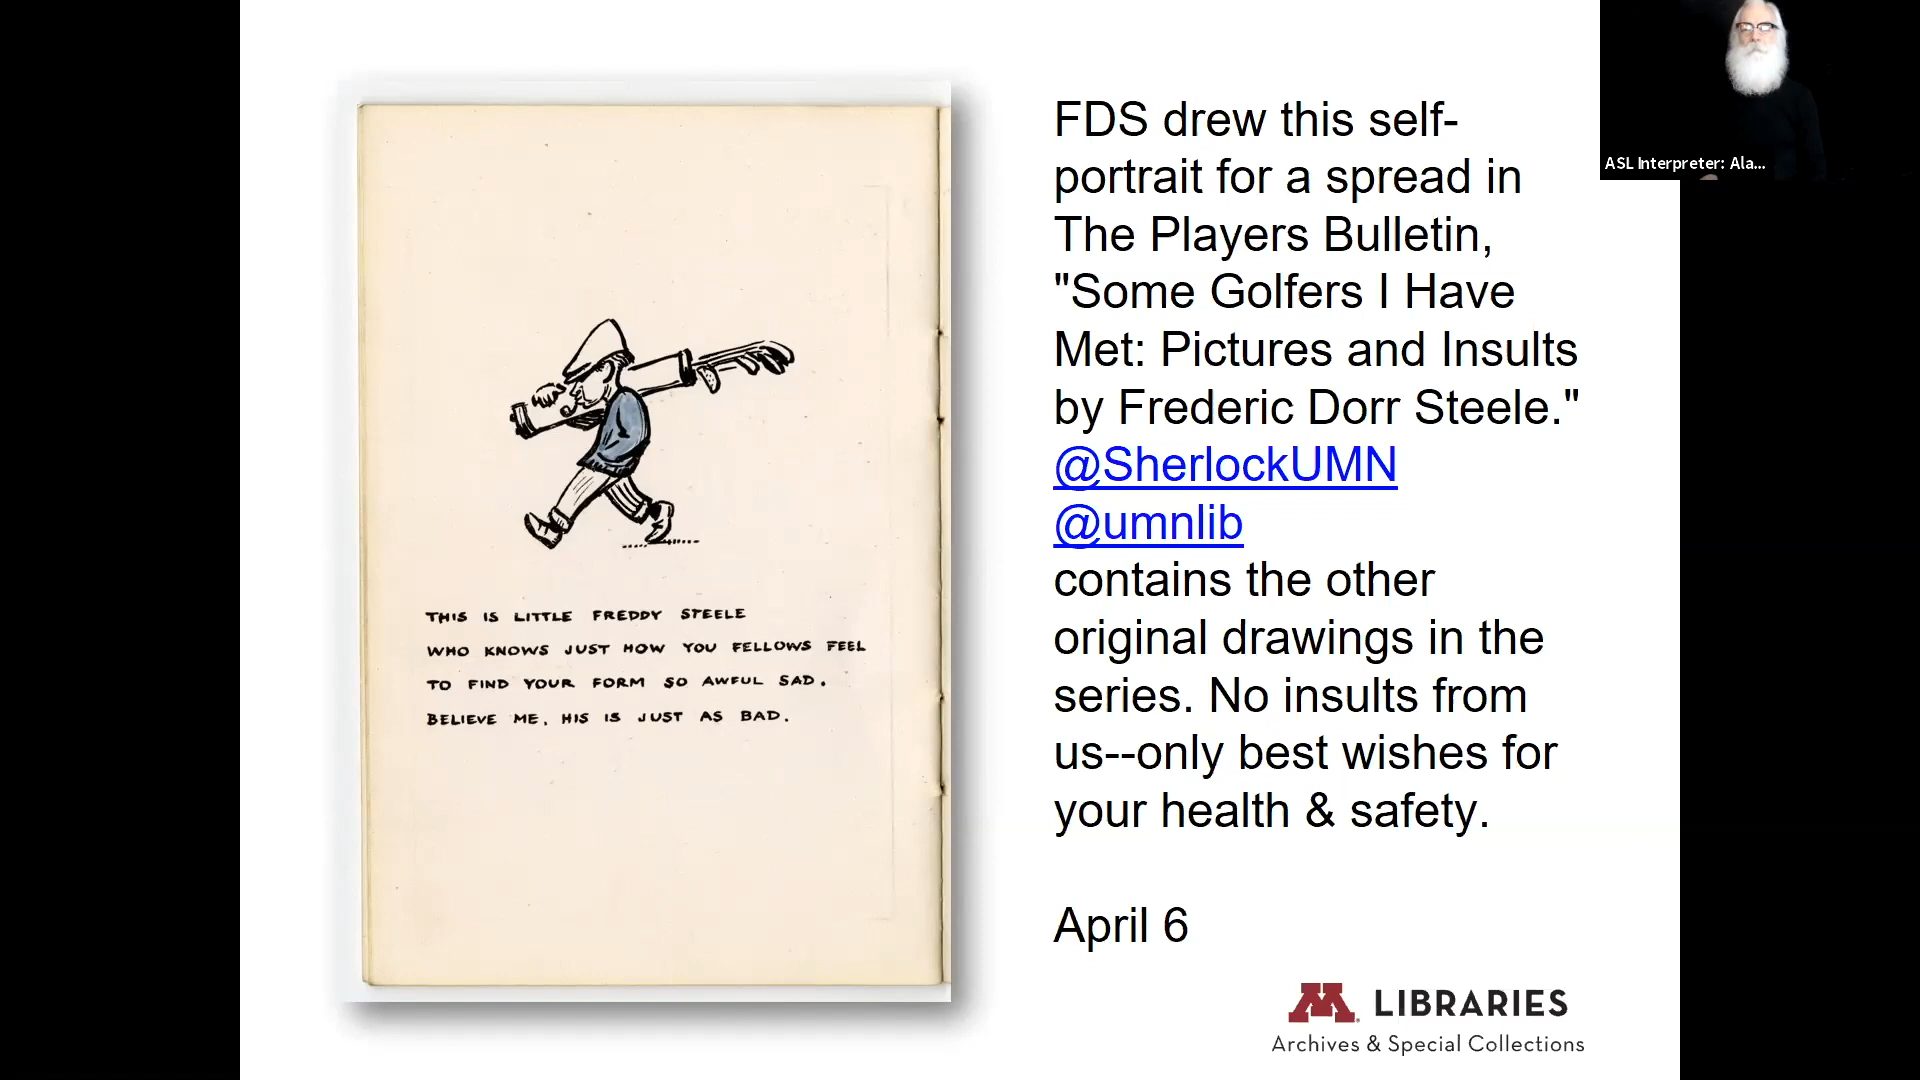 THIS IS LITTLE FREDDY STEELE
WHO KNOWS JUST HOW YOU FELLOWS FEEL
TO FIND YOUR FORM SO AWFUL SAD.
BELIEVE ME, HIS IS JUST AS BAD.
FDS drew this self-
portrait for a spread in
The Players Bulletin,
"Some Golfers I Have
Met: Pictures and Insults
by Frederic Dorr Steele."
@SherlockUMN
@umnlib
contains the other
original drawings in the
series. No insults from
us--only best wishes for
your health & safety.
April 6
M LIBRARIES
Archives & Special Collections
ASL Interpreter: Ala...